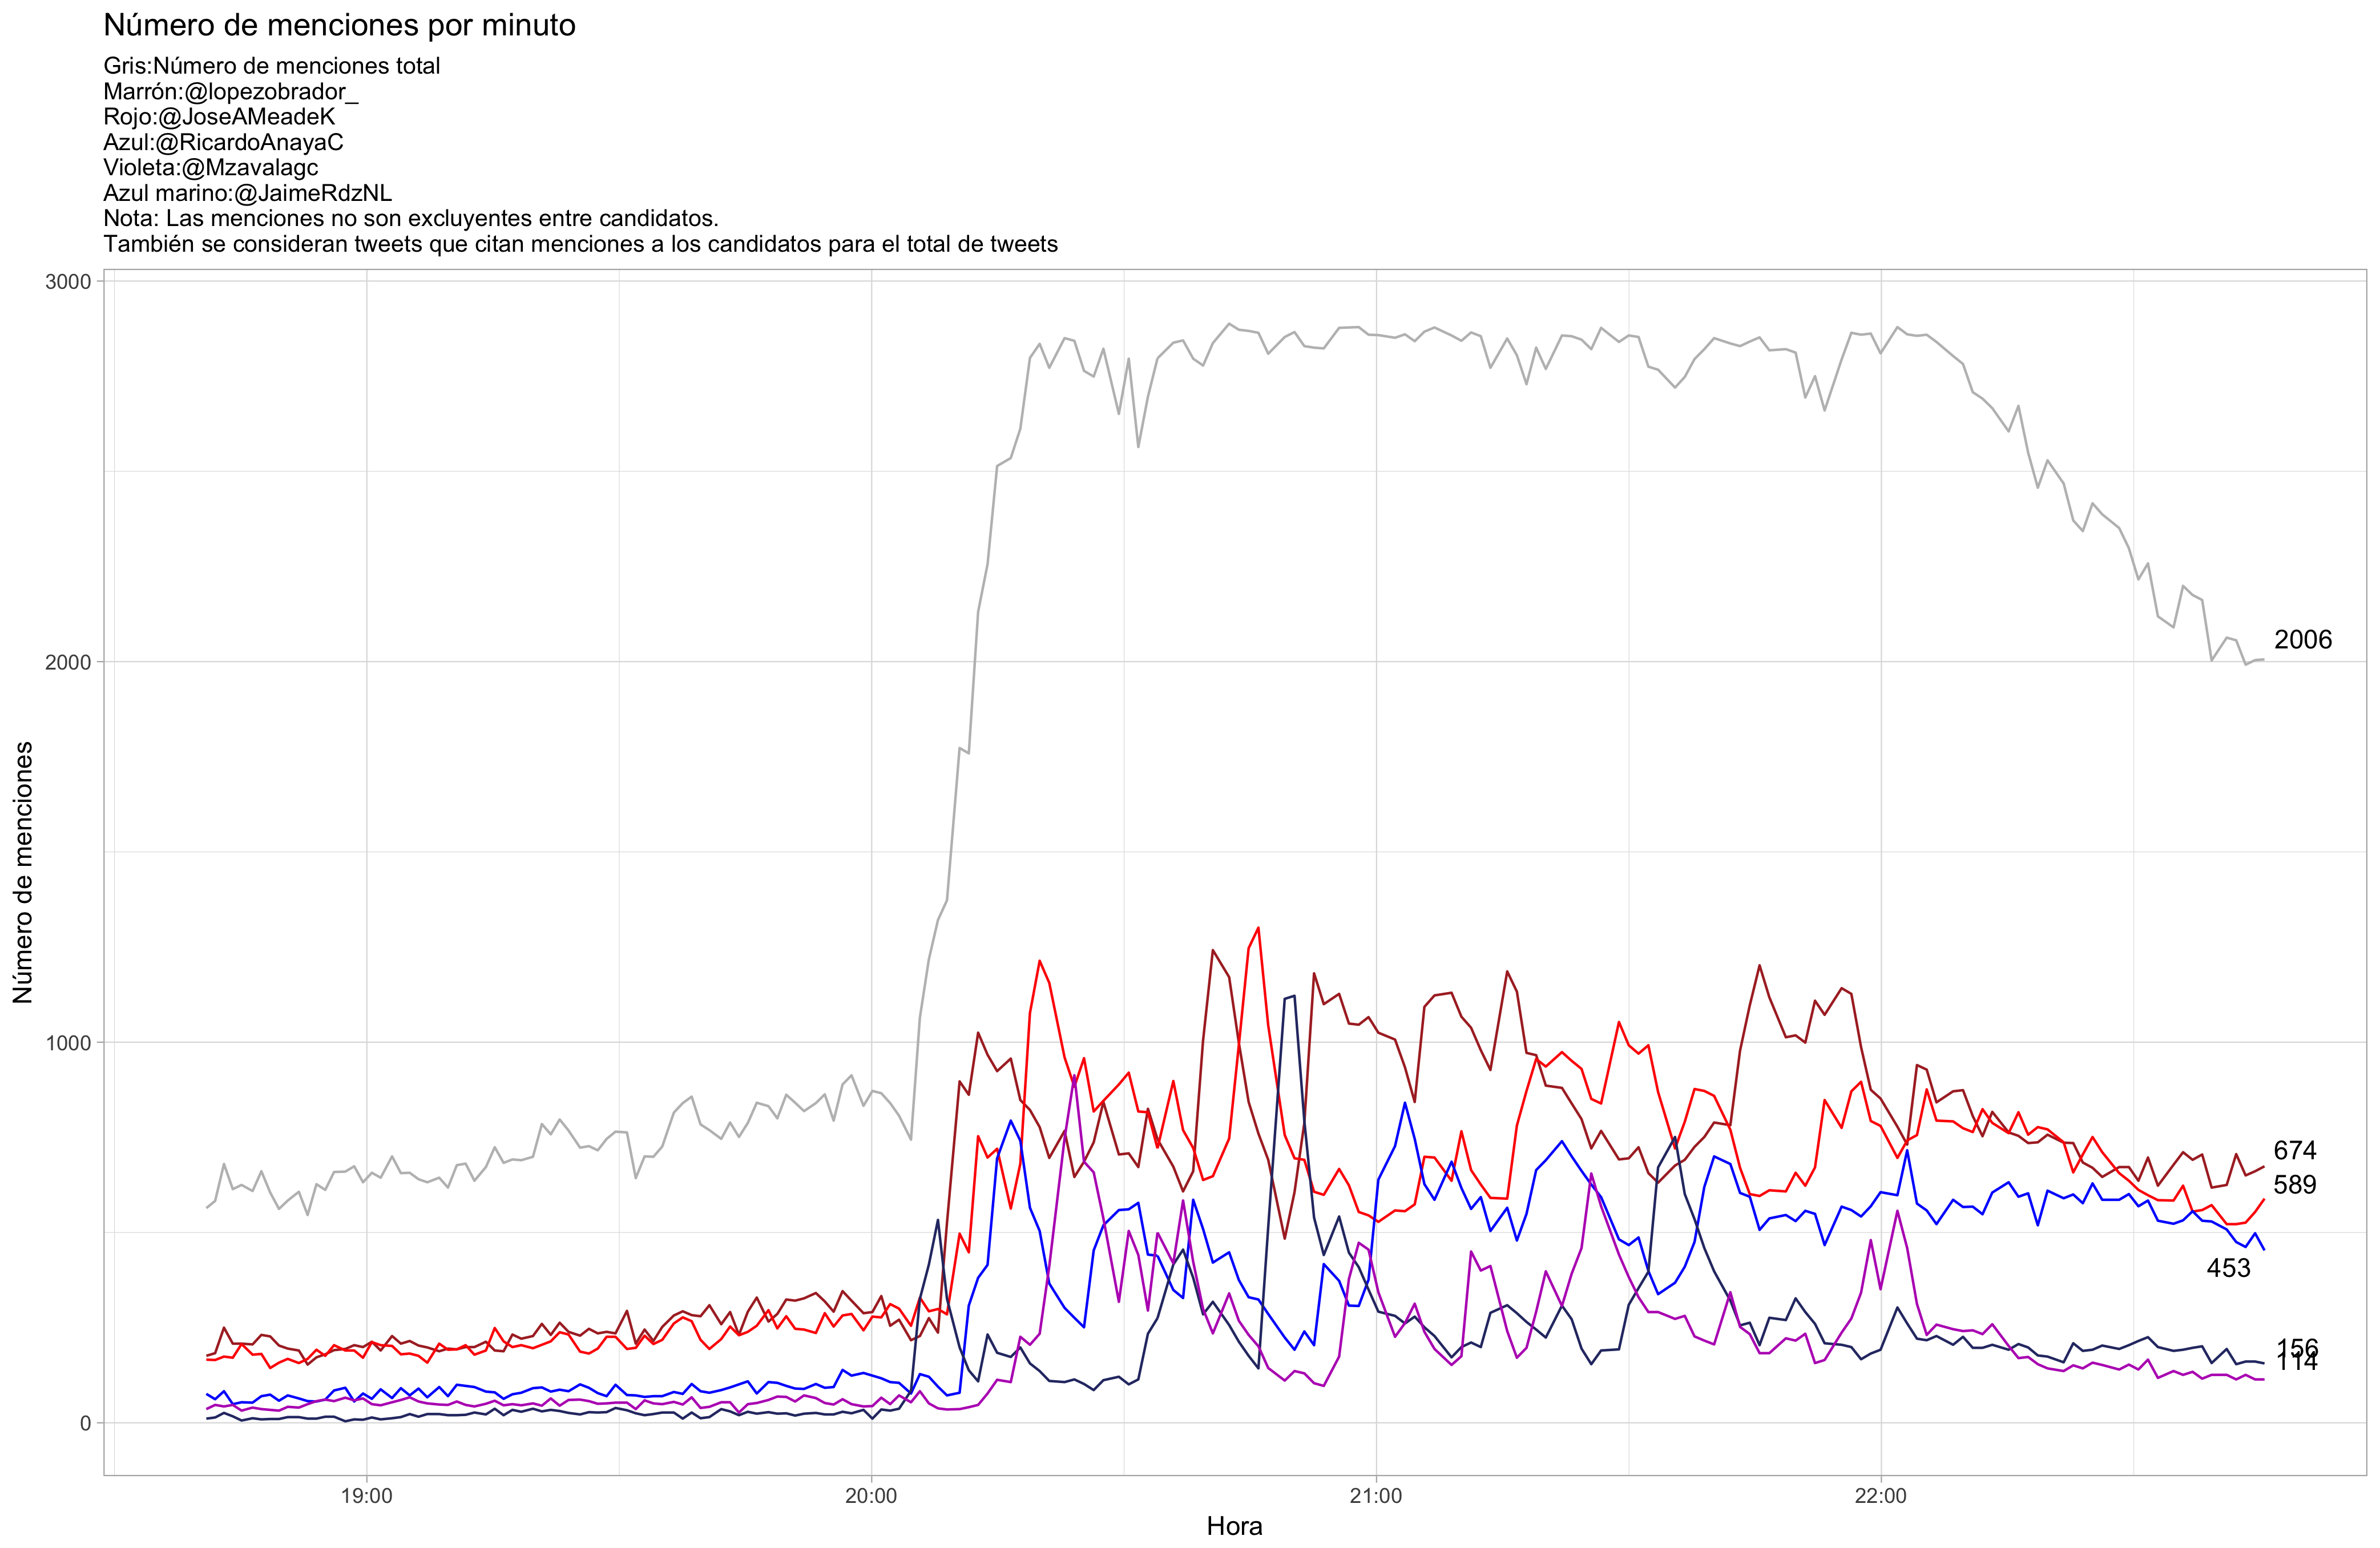 Número de menciones por minuto
Gris:Número de menciones total
Marrón:@lopezobrador_
Rojo:@JoseAMeadeK
Azul:@RicardoAnayaC
Violeta:@Mzavalagc
Azul marino:@JaimeRdzNL
Nota: Las menciones no son excluyentes entre candidatos.
También se consideran tweets que citan menciones a los candidatos para el total de tweets
3000
2000
1000
0
Número de menciones
2006
674
589
453
156
114
19:00
20:00
21:00
22:00
Hora